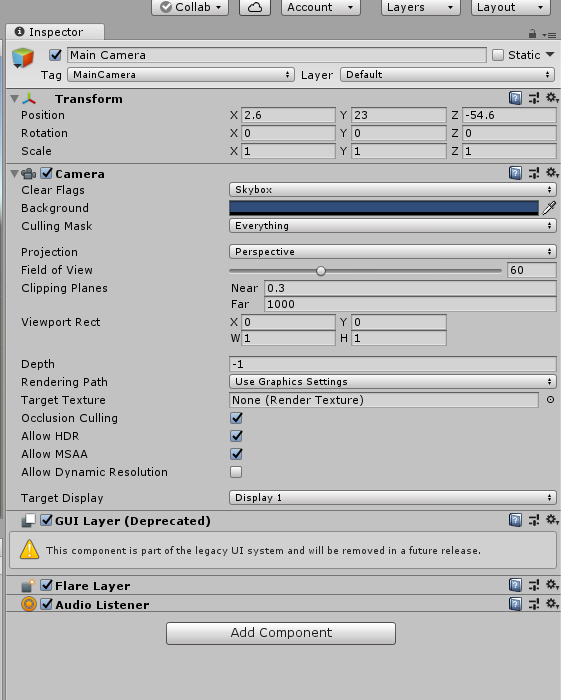 Collab
Account
Layers
Layout
Inspector
Main Camera
Static
Tag MainCamera Layer Default
Transform
Position X 2.6 Y 23 Z -54.6
Rotation X 0 Y 0 Z 0
Scale X 1 Y 1 Z 1
Camera
Clear Flags Skybox
Background
Culling Mask Everything
Projection Perspective
Field of View 60
Clipping Planes Near 0.3
Far 1000
Viewport Rect X 0 Y 0
W 1 H 1
Depth -1
Rendering Path Use Graphics Settings
Target Texture None (Render Texture)
Occlusion Culling
Allow HDR
Allow MSAA
Allow Dynamic Resolution
Target Display Display 1
GUI Layer (Deprecated)
This component is part of the legacy UI system and will be removed in a future release.
Flare Layer
Audio Listener
Add Component